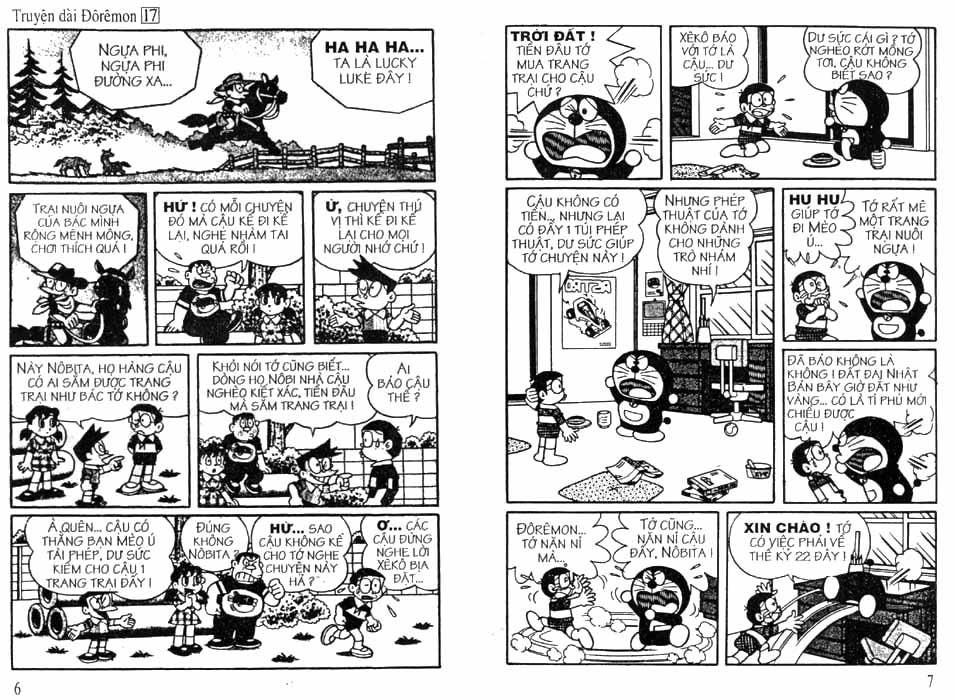 Truyện dài Đôrêmon 17
NGỰA PHI,
NGỰA PHI
ĐƯỜNG XA...
HA HA HA...
TA LÀ LUCKY
LUKE ĐÂY !
TRẠI NUÔI NGỰA
CỦA BÁC MÌNH
RỘNG MÊNH MÔNG,
CHƠI THÍCH QUÁ !
HỨ ! CÓ MỖI CHUYỆN
ĐÓ MÀ CẬU KỂ ĐI KỂ
LẠI, NGHE NHÀM TAI
QUÁ RỒI !
Ừ, CHUYỆN THÚ
VỊ THÌ KỂ ĐI KỂ
LẠI CHO MỌI
NGƯỜI NHỚ CHỨ !
NÀY NÔBITA, HỌ HÀNG CẬU
CÓ AI SẮM ĐƯỢC TRANG
TRẠI NHƯ BÁC TỚ KHÔNG ?
KHỎI NÓI TỚ CŨNG BIẾT...
DÒNG HỌ NÔBI NHÀ CẬU
NGHÈO KIẾT XÁC, TIỀN ĐÂU
MÀ SẮM TRANG TRẠI !
AI
BẢO CẬU
THẾ ?
À QUÊN... CẬU CÓ
THẰNG BẠN MÈO Ú
TÀI PHÉP, DƯ SỨC
KIẾM CHO CẬU 1
TRANG TRẠI ĐẤY !
ĐÚNG
KHÔNG
NÔBITA ?
HỪ... SAO
CẬU KHÔNG KỂ
CHO TỚ NGHE
CHUYỆN NÀY
HẢ ?
Ơ... CÁC
CẬU ĐỪNG
NGHE LỜI
XÊKÔ BỊA
ĐẶT...
6
TRỜI ĐẤT !
TIỀN ĐÂU TỚ
MUA TRANG
TRẠI CHO CẬU
CHỨ ?
XÊKÔ BẢO
VỚI TỚ LÀ
CẬU... DƯ
SỨC !
DƯ SỨC CÁI GÌ ? TỚ
NGHÈO RỚT MỒNG
TƠI, CẬU KHÔNG
BIẾT SAO ?
CẬU KHÔNG CÓ
TIỀN... NHƯNG LẠI
CÓ ĐẦY 1 TÚI PHÉP
THUẬT, DƯ SỨC GIÚP
TỚ CHUYỆN NÀY !
NHƯNG PHÉP
THUẬT CỦA TỚ
KHÔNG DÀNH
CHO NHỮNG
TRÒ NHẢM
NHÍ !
HU HU
GIÚP TỚ
ĐI MÈO
Ú...
TỚ RẤT MÊ
MỘT TRANG
TRẠI NUÔI
NGỰA !
ĐÃ BẢO KHÔNG LÀ
KHÔNG ! ĐẤT ĐAI NHẬT
BẢN BÂY GIỜ ĐẮT NHƯ
VÀNG... CÓ LÀ TỈ PHÚ MỚI
CHIỀU ĐƯỢC
CẬU !
ĐÔRÊMON...
TỚ NĂN NỈ
MÀ...
TỚ CŨNG...
NĂN NỈ CẬU
ĐẤY, NÔBITA !
XIN CHÀO ! TỚ
CÓ VIỆC PHẢI VỀ
THẾ KỶ 22 ĐÂY !
7